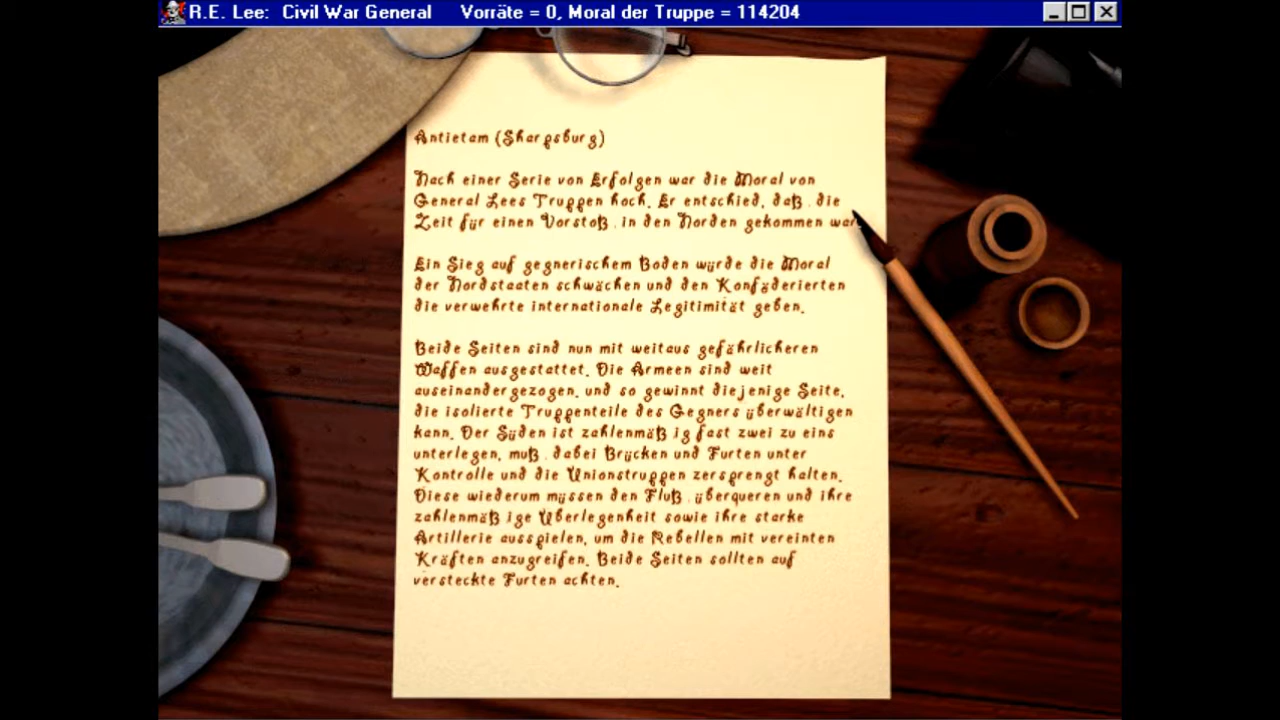 R.E. Lee: Civil War General Vorräte = 0, Moral der Truppe = 114204
Antietam (Sharpsburg)
Nach einer Serie von Erfolgen war die Moral von
General Lees Truppen hoch. Er entschied, daß die
Zeit für einen Vorstoß in den Norden gekommen war.
Ein Sieg auf gegnerischem Boden würde die Moral
der Nordstaaten schwächen und den Konföderierten
die verwehrte internationale Legitimität geben.
Beide Seiten sind nun mit weitaus gefährlicheren
Waffen ausgestattet. Die Armeen sind weit
auseinandergezogen, und so gewinnt diejenige Seite,
die isolierte Truppenteile des Gegners überwältigen
kann. Der Süden ist zahlenmäßig fast zwei zu eins
unterlegen, muß dabei Brücken und Furten unter
Kontrolle und die Unionstruppen zersprengt halten.
Diese wiederum müssen den Fluß überqueren und ihre
zahlenmäßige Überlegenheit sowie ihre starke
Artillerie ausspielen, um die Rebellen mit vereinten
Kräften anzugreifen. Beide Seiten sollten auf
versteckte Furten achten.